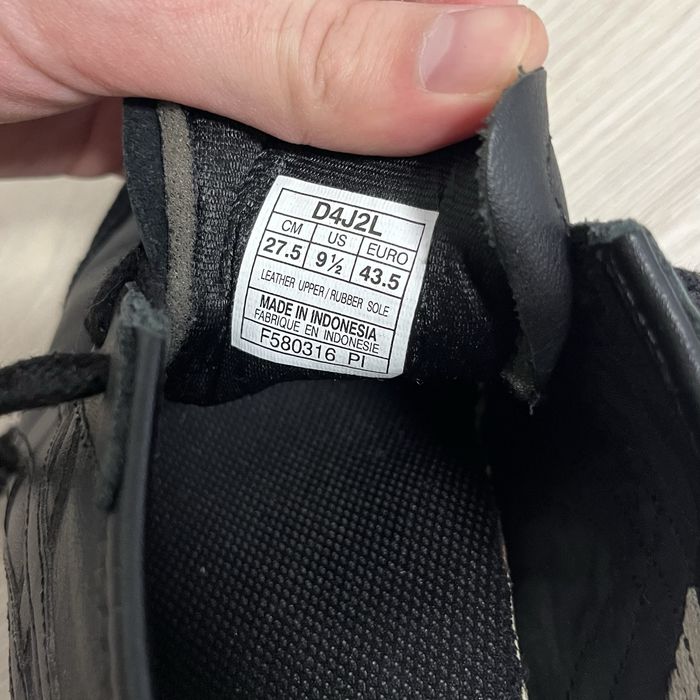 D4J2L
CM US EURO
27.5 9½ 43.5
LEATHER UPPER/RUBBER SOLE
MADE IN INDONESIA
FABRIQUE EN INDONESIE
F580316 PI